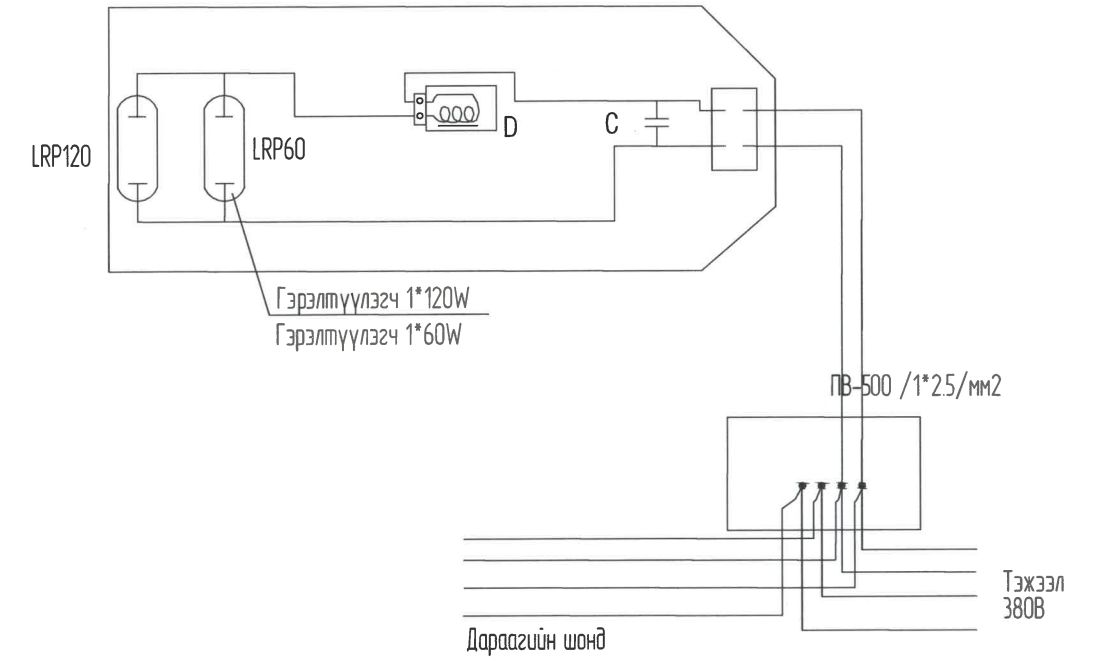 D
C
LRP120
LRP60
Гэрэлтүүлэгч 1*120W
Гэрэлтүүлэгч 1*60W
ПВ-500 /1*2.5/мм2
Тэжээл
380В
Дараагийн шонд